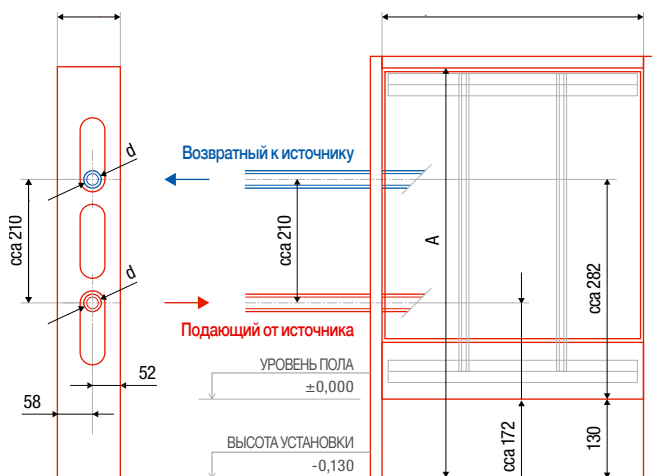 d
Возвратный к источнику
cca 210
cca 210
A
cca 282
d
Подающий от источника
52
УРОВЕНЬ ПОЛА
±0,000
58
ВЫСОТА УСТАНОВКИ
-0,130
cca 172
130